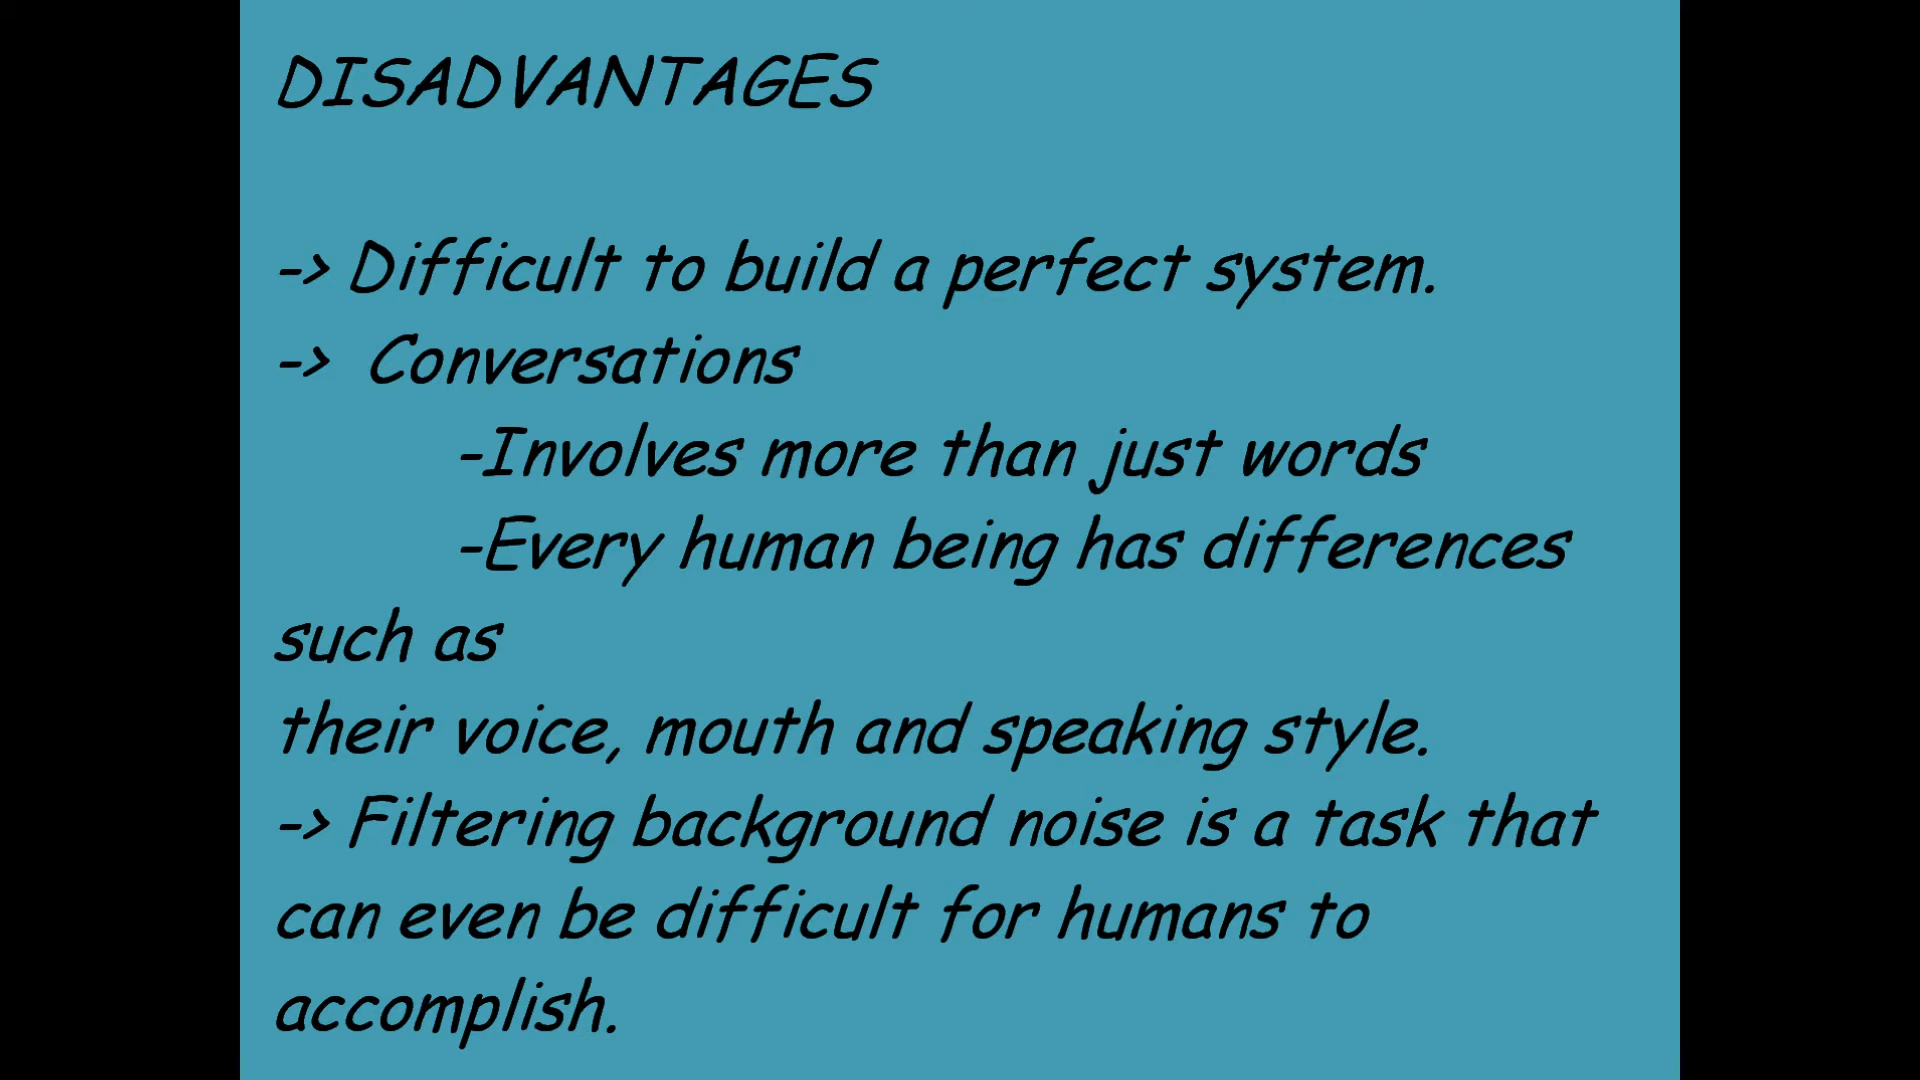 DISADVANTAGES
-> Difficult to build a perfect system.
-> Conversations
-Involves more than just words
-Every human being has differences
such as
their voice, mouth and speaking style.
-> Filtering background noise is a task that
can even be difficult for humans to
accomplish.